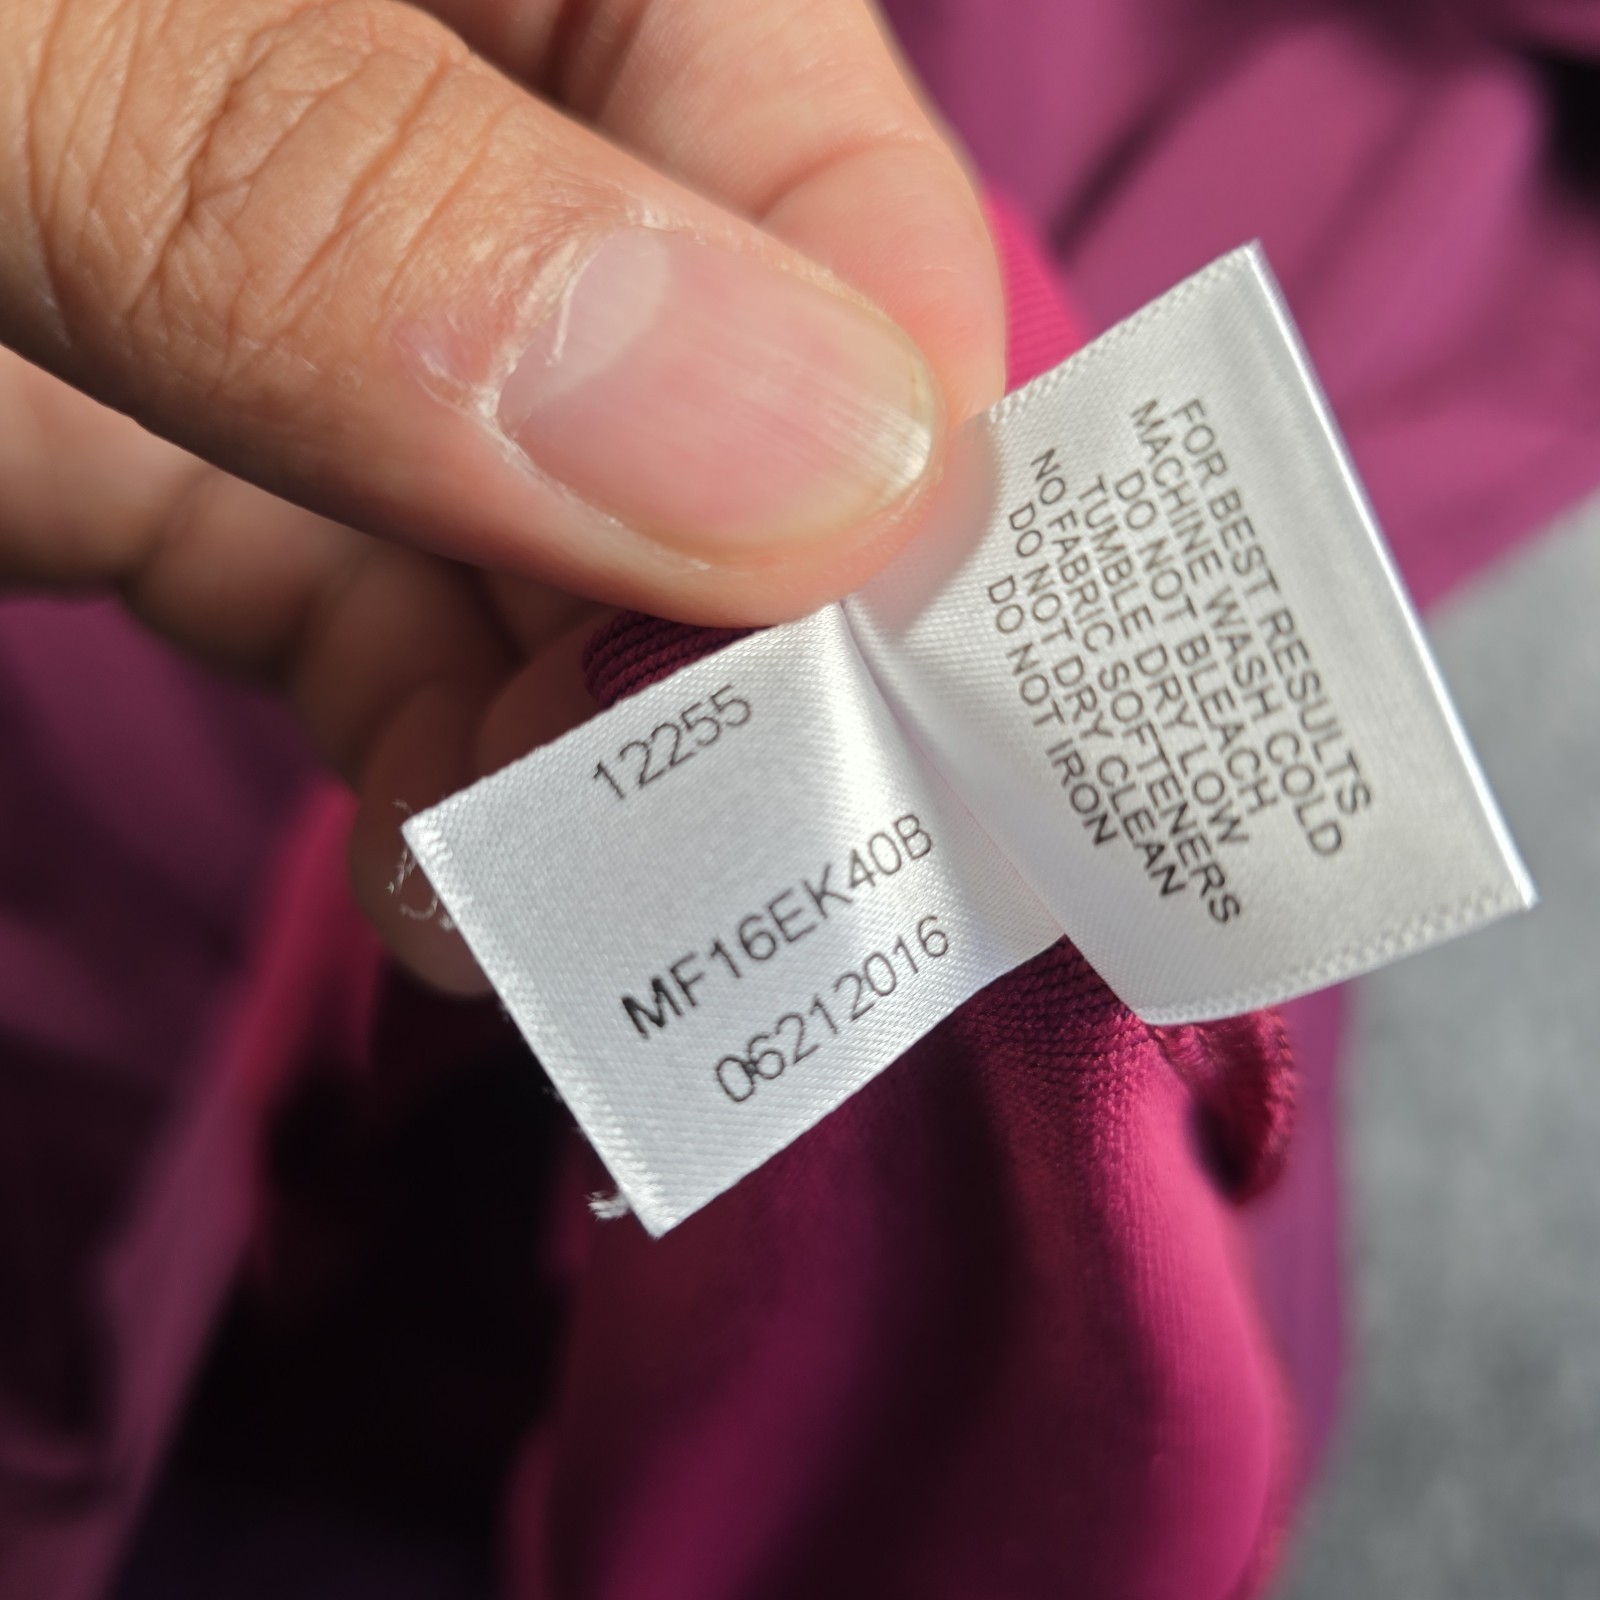 12255
MF16EK40B
06212016
FOR BEST RESULTS
MACHINE WASH COLD
DO NOT BLEACH
TUMBLE DRY LOW
NO FABRIC SOFTENERS
DO NOT DRY CLEAN
DO NOT IRON